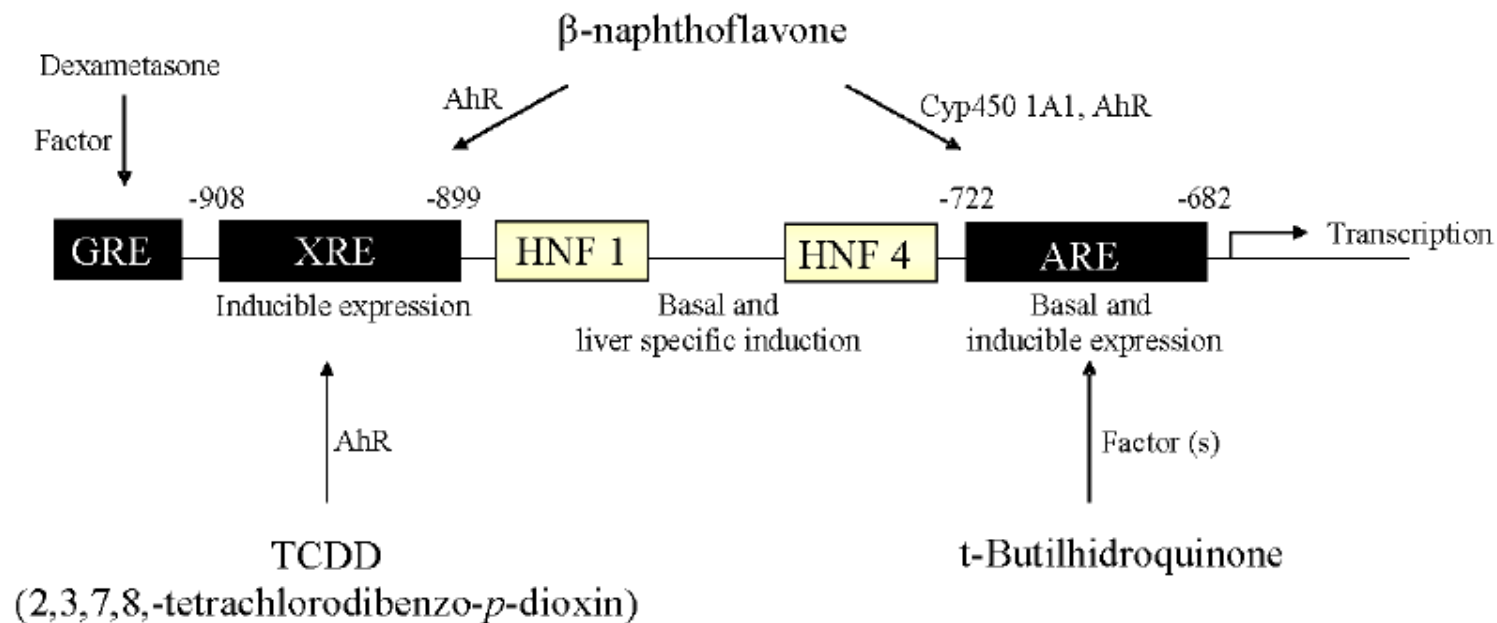 β-naphthoflavone
Dexametasone
AhR
Cyp450 1A1, AhR
Factor
-908
-899
-722
-682
GRE
XRE
HNF 1
HNF 4
ARE
Transcription
Inducible expression
Basal and
liver specific induction
Basal and
inducible expression
AhR
Factor (s)
TCDD
(2,3,7,8,-tetrachlorodibenzo-p-dioxin)
t-Butilhidroquinone